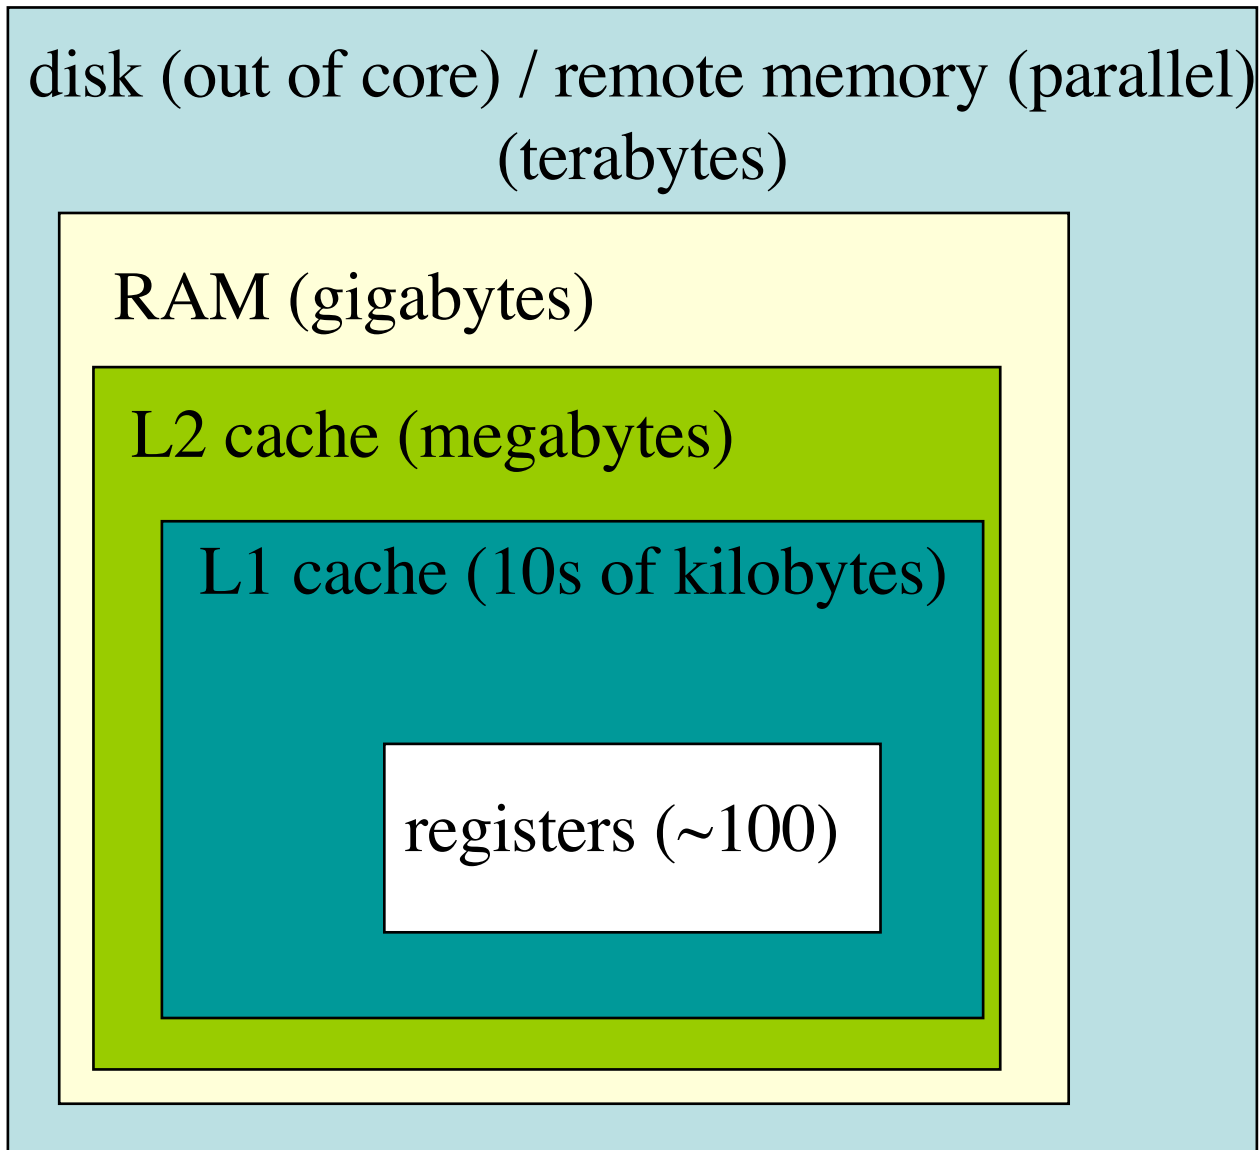 disk (out of core) / remote memory (parallel)
(terabytes)
RAM (gigabytes)
L2 cache (megabytes)
L1 cache (10s of kilobytes)
registers (~100)